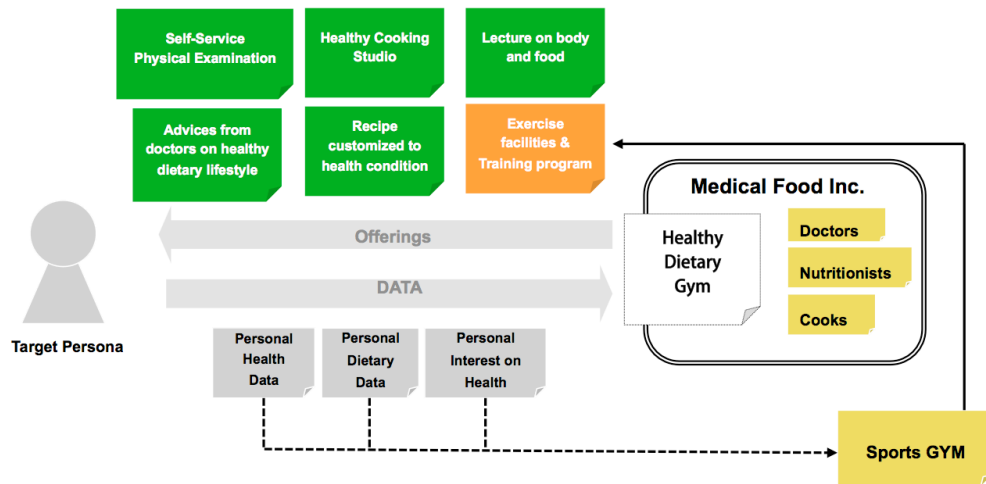 Self-Service
Physical Examination
Healthy Cooking
Studio
Lecture on body
and food
Advices from
doctors on healthy
dietary lifestyle
Recipe
customized to
health condition
Exercise
facilities &
Training program
Medical Food Inc.
Healthy
Dietary
Gym
Doctors
Nutritionists
Cooks
Offerings
DATA
Target Persona
Personal
Health
Data
Personal
Dietary
Data
Personal
Interest on
Health
Sports GYM